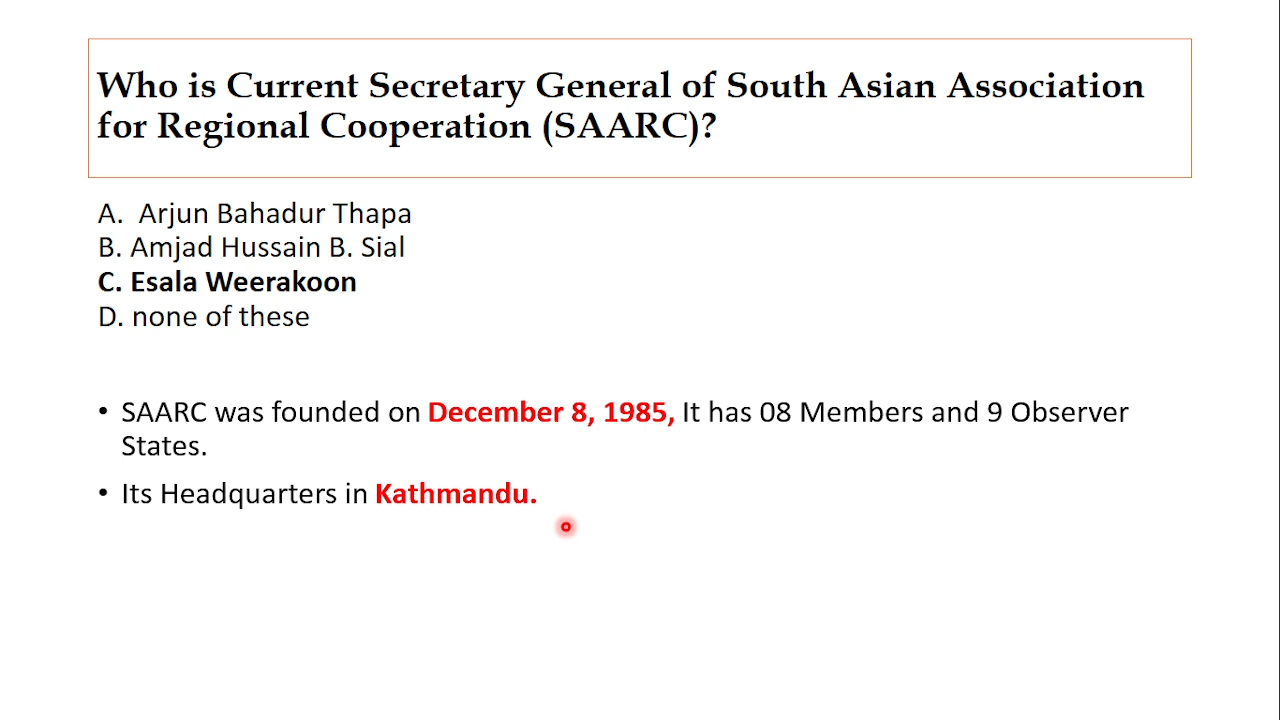 Who is Current Secretary General of South Asian Association
for Regional Cooperation (SAARC)?
A. Arjun Bahadur Thapa
B. Amjad Hussain B. Sial
C. Esala Weerakoon
D. none of these
• SAARC was founded on December 8, 1985, It has 08 Members and 9 Observer
States.
• Its Headquarters in Kathmandu.